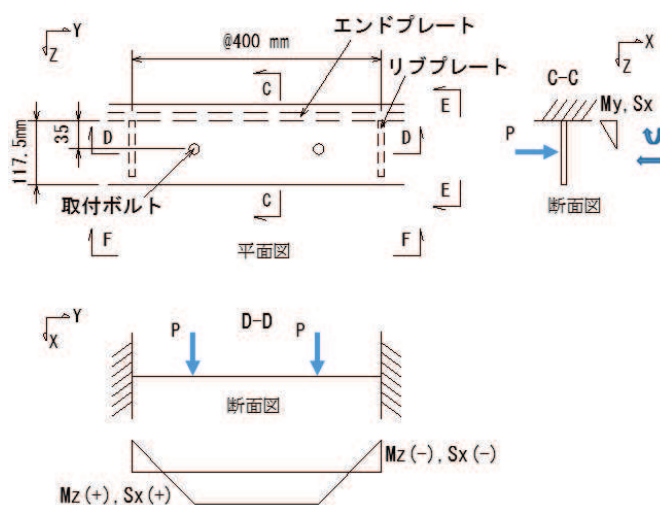 Y
Z
@400 mm
エンドプレート
リブプレート
X
Z
C-C
C
E
My, Sx
P
117.5mm
35
D
D
取付ボルト
C
E
断面図
F
F
平面図
Y
X
D-D
P
P
断面図
Mz(-), Sx(-)
Mz(+), Sx(+)